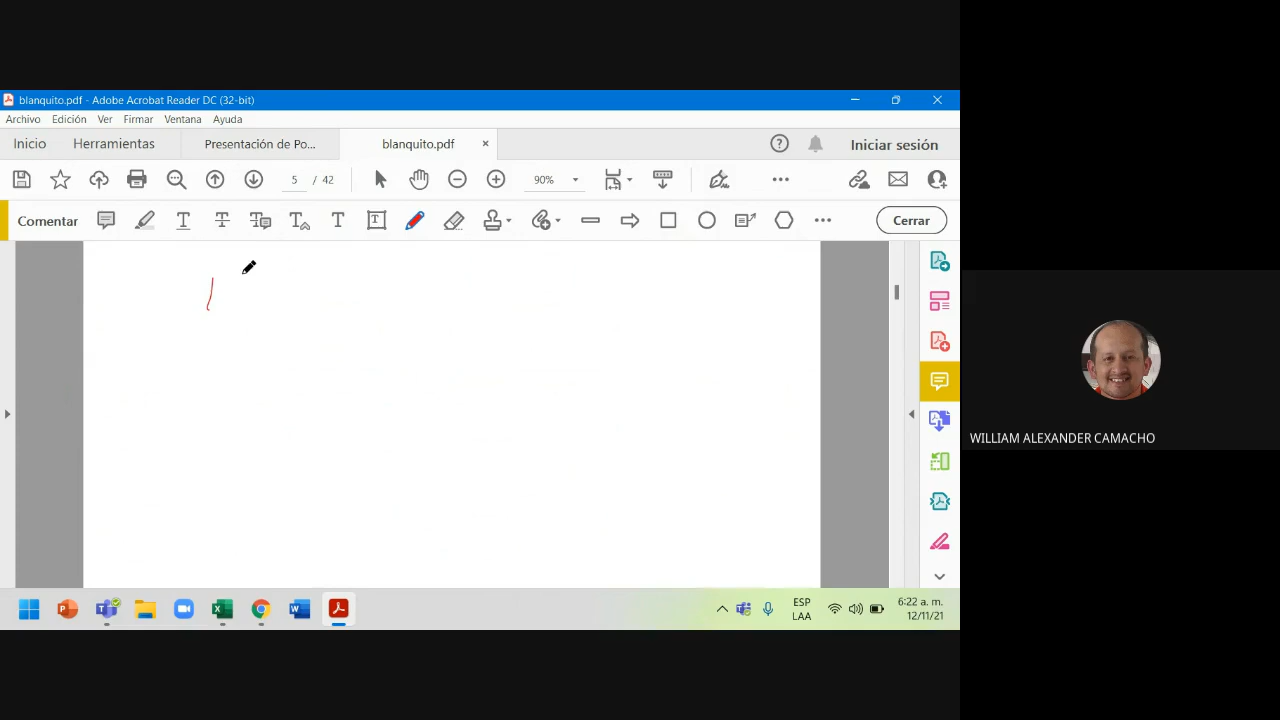 blanquito.pdf - Adobe Acrobat Reader DC (32-bit)
Archivo Edición Ver Firmar Ventana Ayuda
Inicio Herramientas Presentación de Po... blanquito.pdf × Iniciar sesión
5 / 42 90%
Comentar Cerrar
WILLIAM ALEXANDER CAMACHO
ESP
LAA
6:22 a. m.
12/11/21